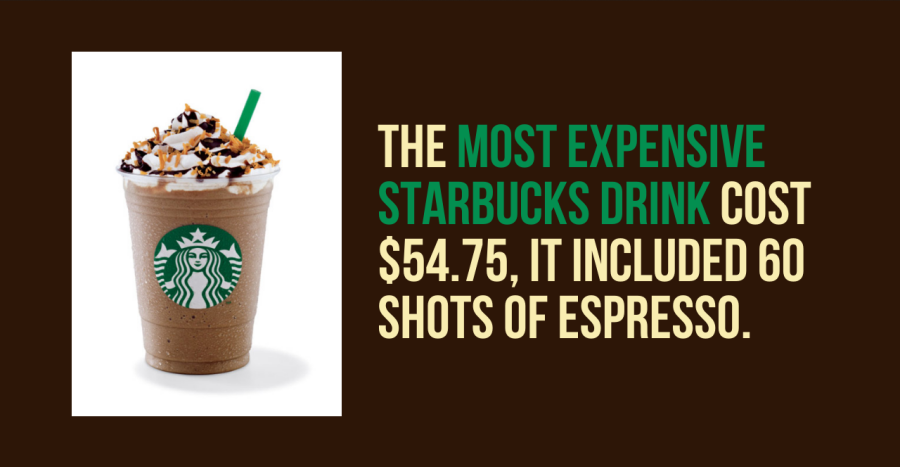 THE MOST EXPENSIVE
STARBUCKS DRINK COST
$54.75, IT INCLUDED 60
SHOTS OF ESPRESSO.